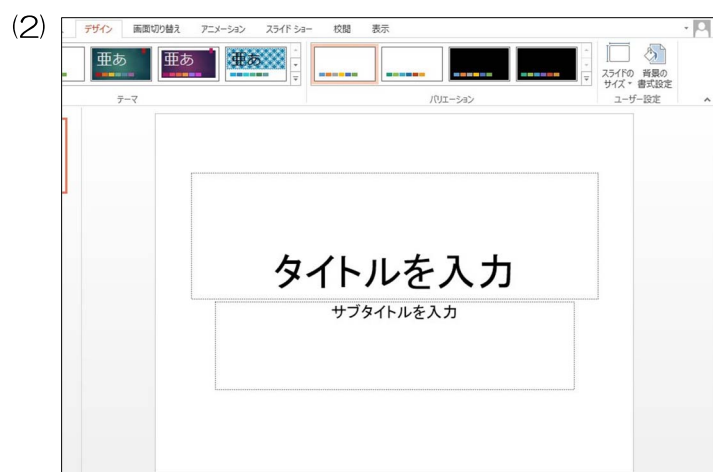 (2)
デザイン 画面切り替え アニメーション スライド ショー 校閲 表示
亜あ 亜あ 亜あ
スライドの サイズ 背景の 書式設定
テーマ バリエーション ユーザー設定
タイトルを入力
サブタイトルを入力